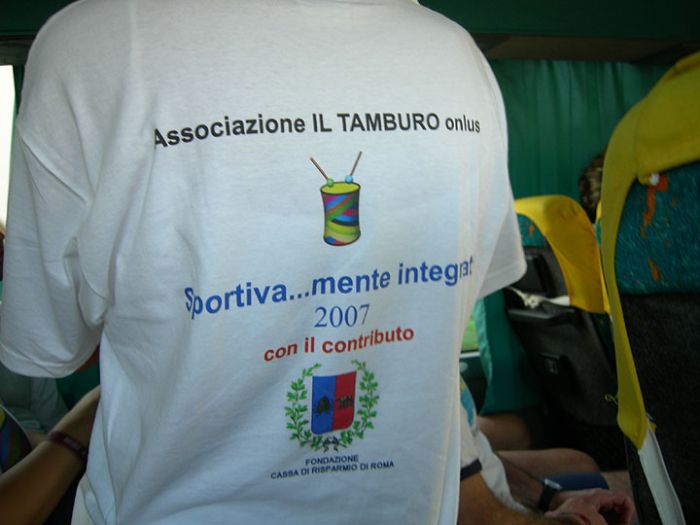 Associazione IL TAMBURO onlus
Sportiva...mente integrat
2007
con il contributo
FONDAZIONE
CASSA DI RISPARMIO DI ROMA